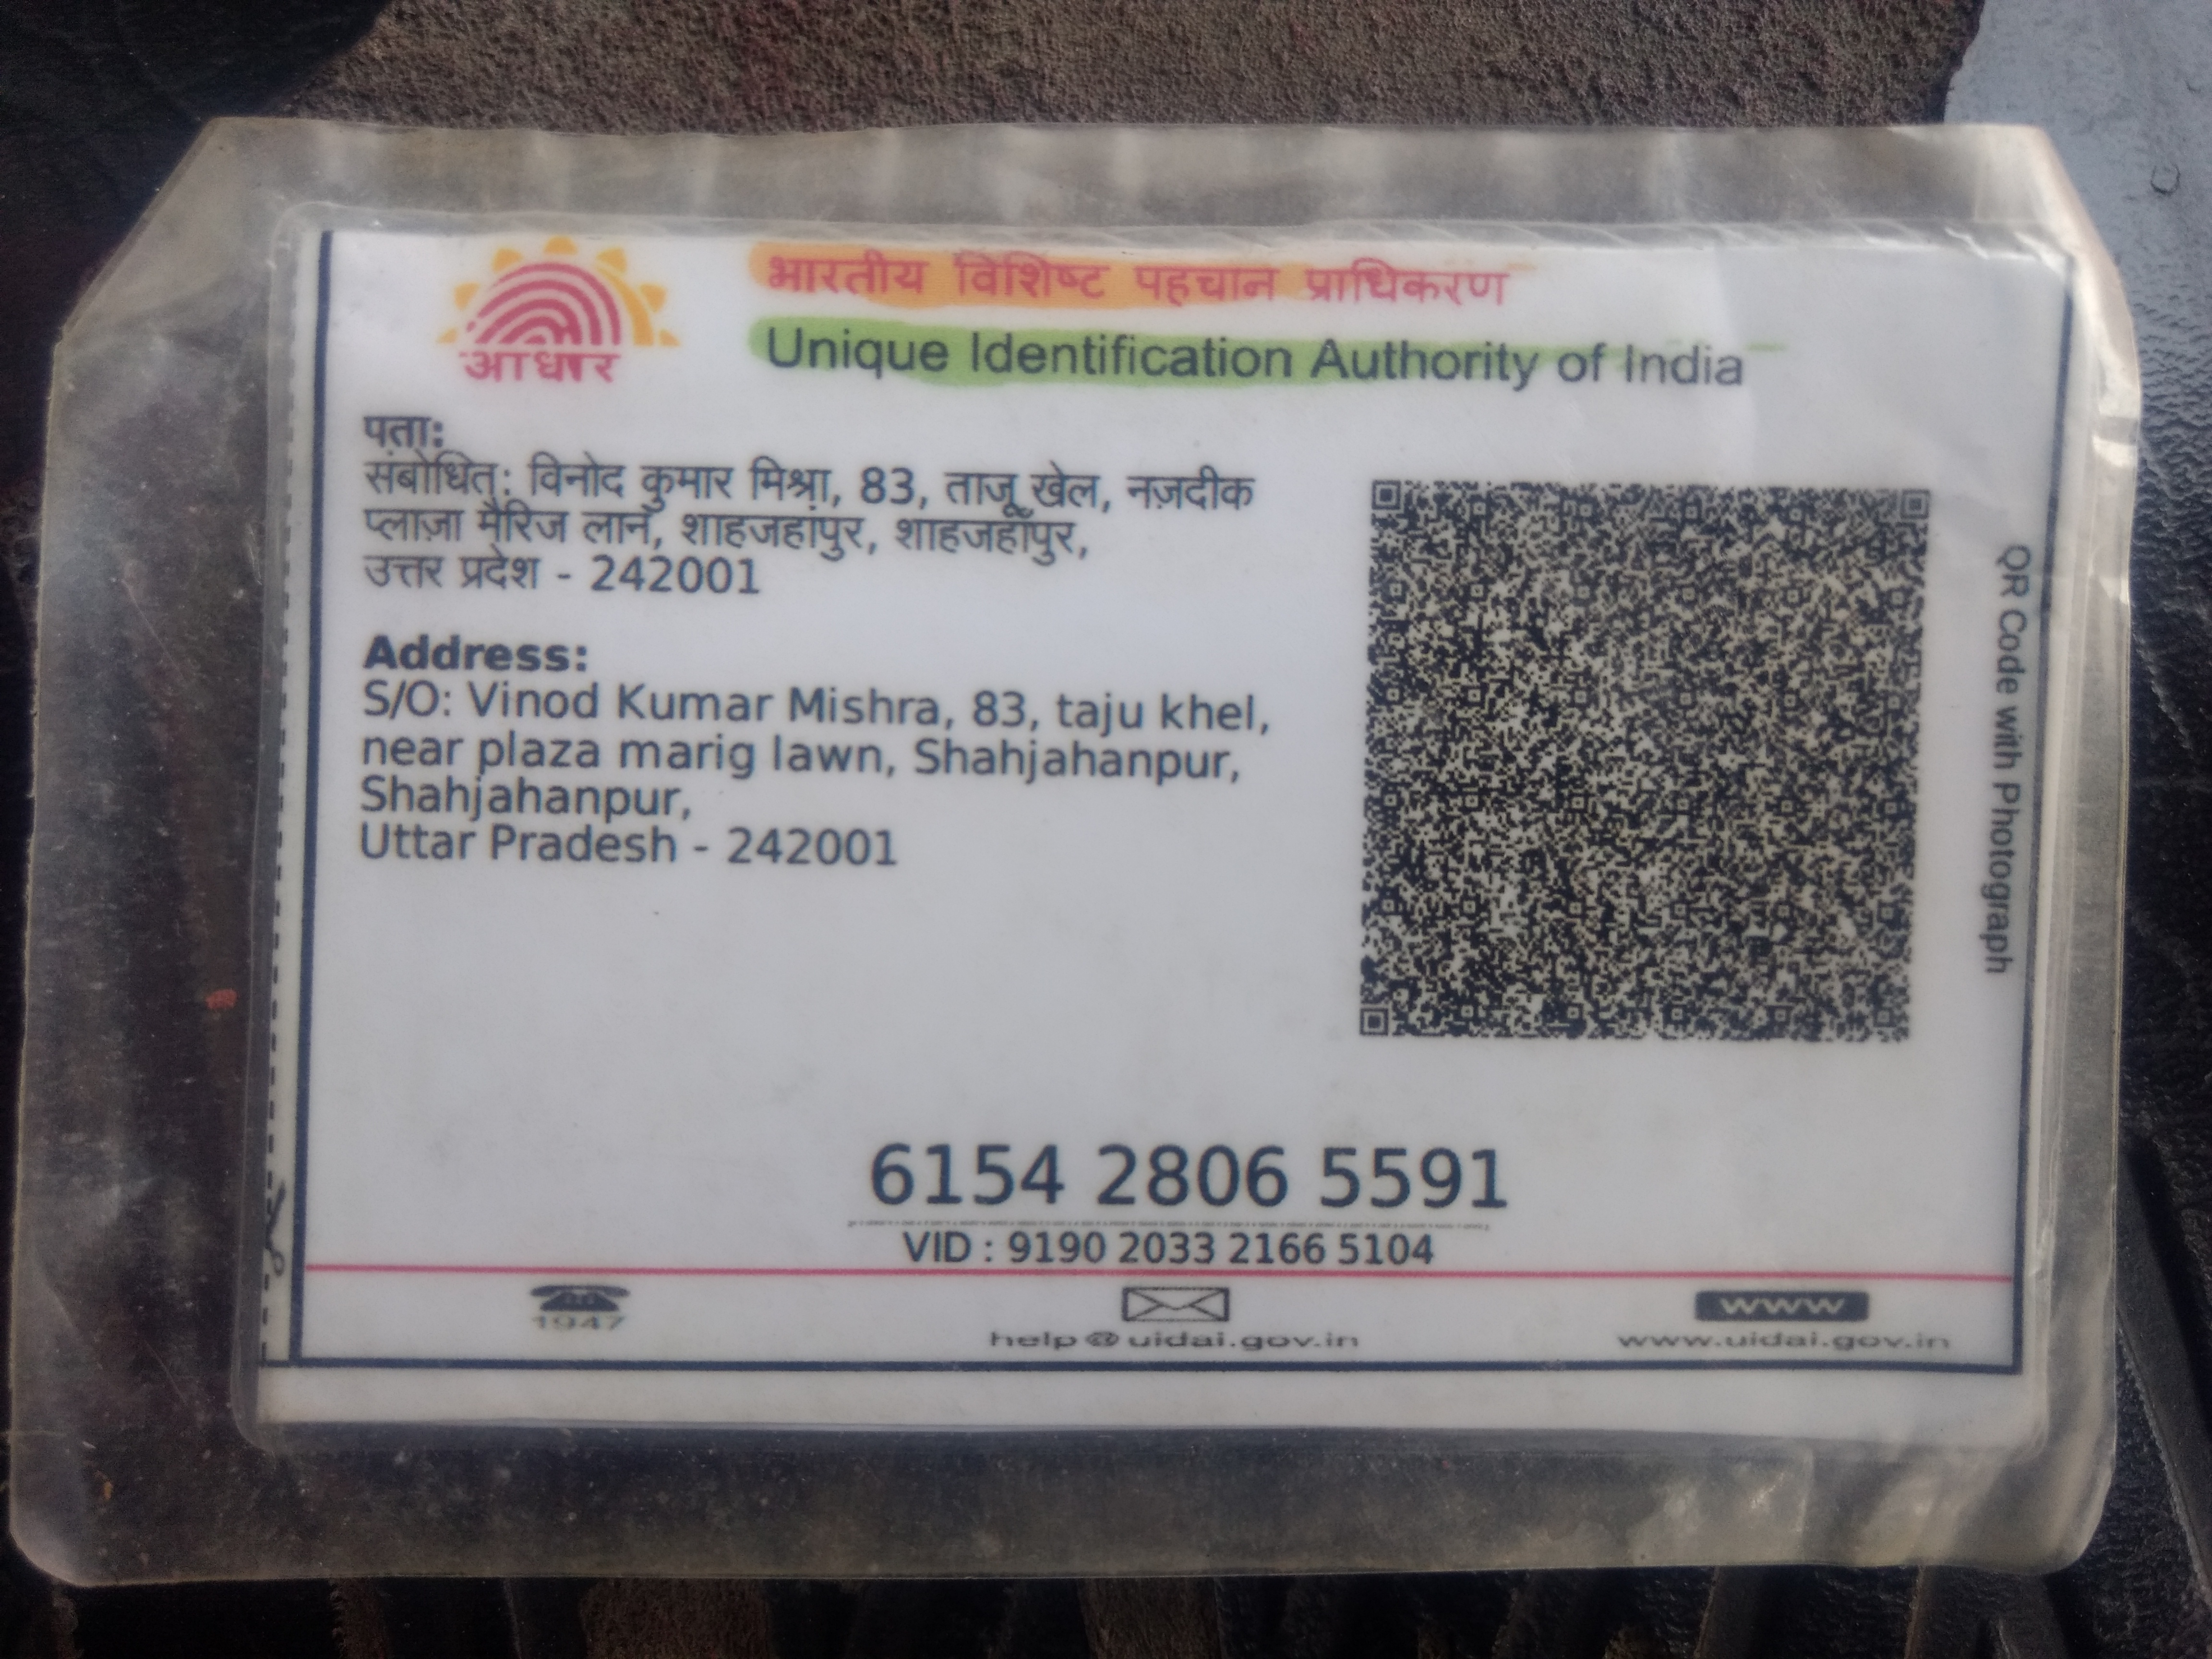 आधार
भारतीय विशिष्ट पहचान प्राधिकरण
Unique Identification Authority of India
पता:
संबोधित: विनोद कुमार मिश्रा, 83, ताजू खेल, नज़दीक
प्लाज़ा मैरिज लान, शाहजहांपुर, शाहजहाँपुर,
उत्तर प्रदेश - 242001
Address:
S/O: Vinod Kumar Mishra, 83, taju khel,
near plaza marig lawn, Shahjahanpur,
Shahjahanpur,
Uttar Pradesh - 242001
QR Code with Photograph
6154 2806 5591
VID : 9190 2033 2166 5104
1947
help@uidai.gov.in
www
www.uidai.gov.in